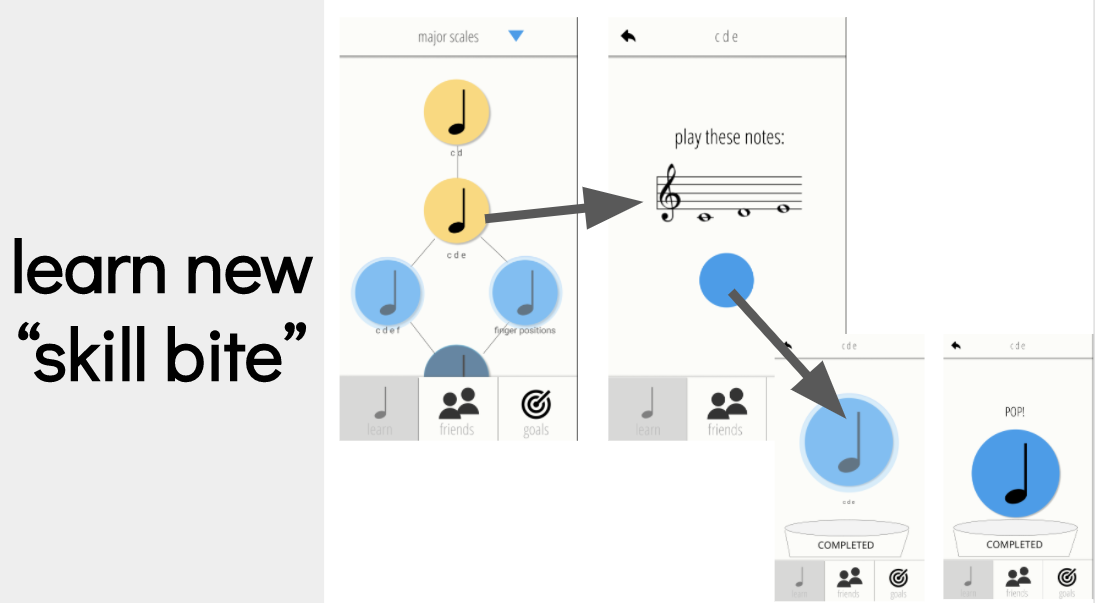 learn new
“skill bite”
major scales
c d
c d e
c d e f
finger positions
learn
friends
goals
c d e
play these notes:
learn
friends
c d e
c d e
COMPLETED
learn
friends
goals
c d e
POP!
COMPLETED
learn
friends
goals